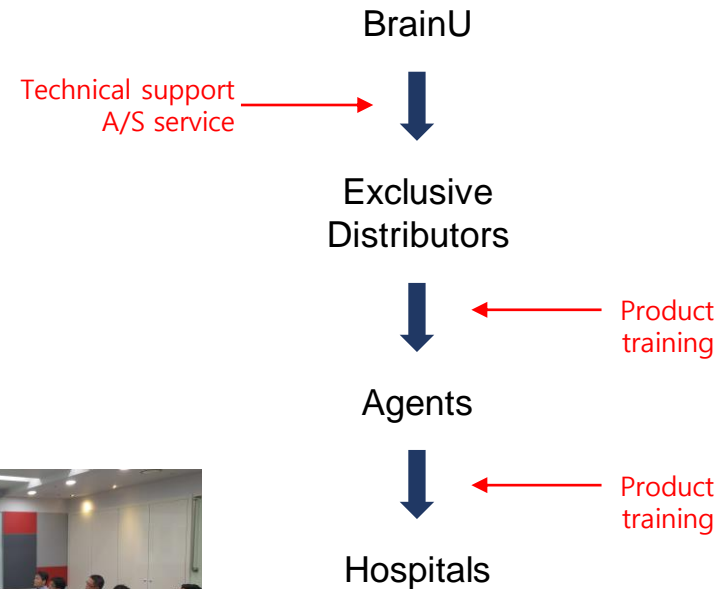 BrainU
Technical support
A/S service
Exclusive
Distributors
Product
training
Agents
Product
training
Hospitals